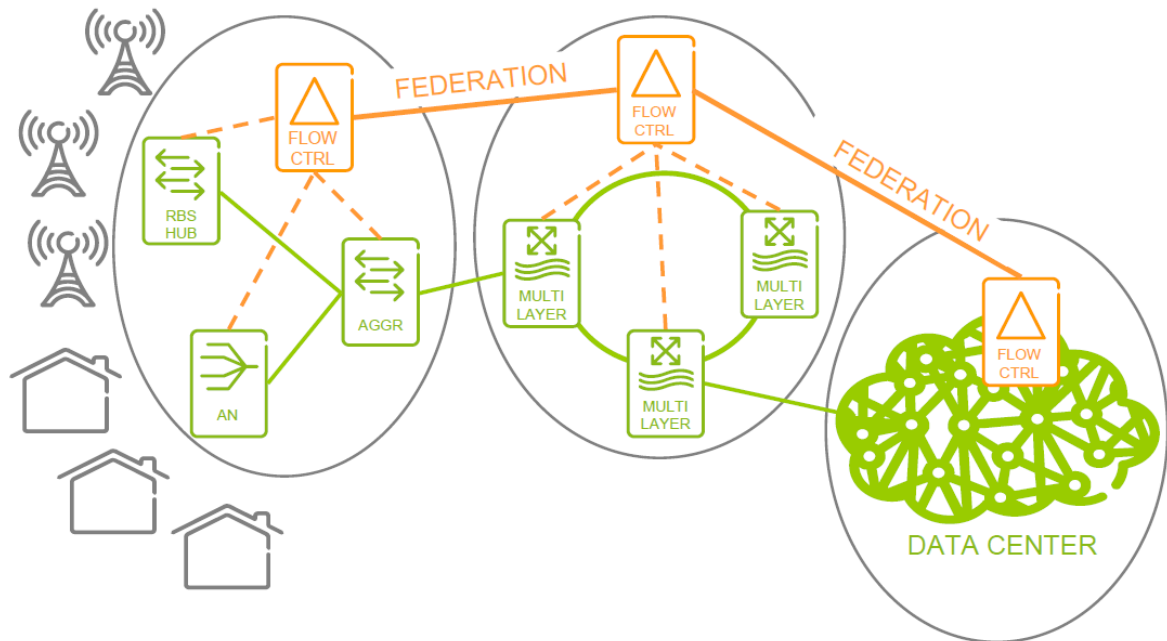 FEDERATION
FLOW
CTRL
FLOW
CTRL
FEDERATION
RBS
HUB
AGGR
MULTI
LAYER
MULTI
LAYER
AN
MULTI
LAYER
FLOW
CTRL
DATA CENTER